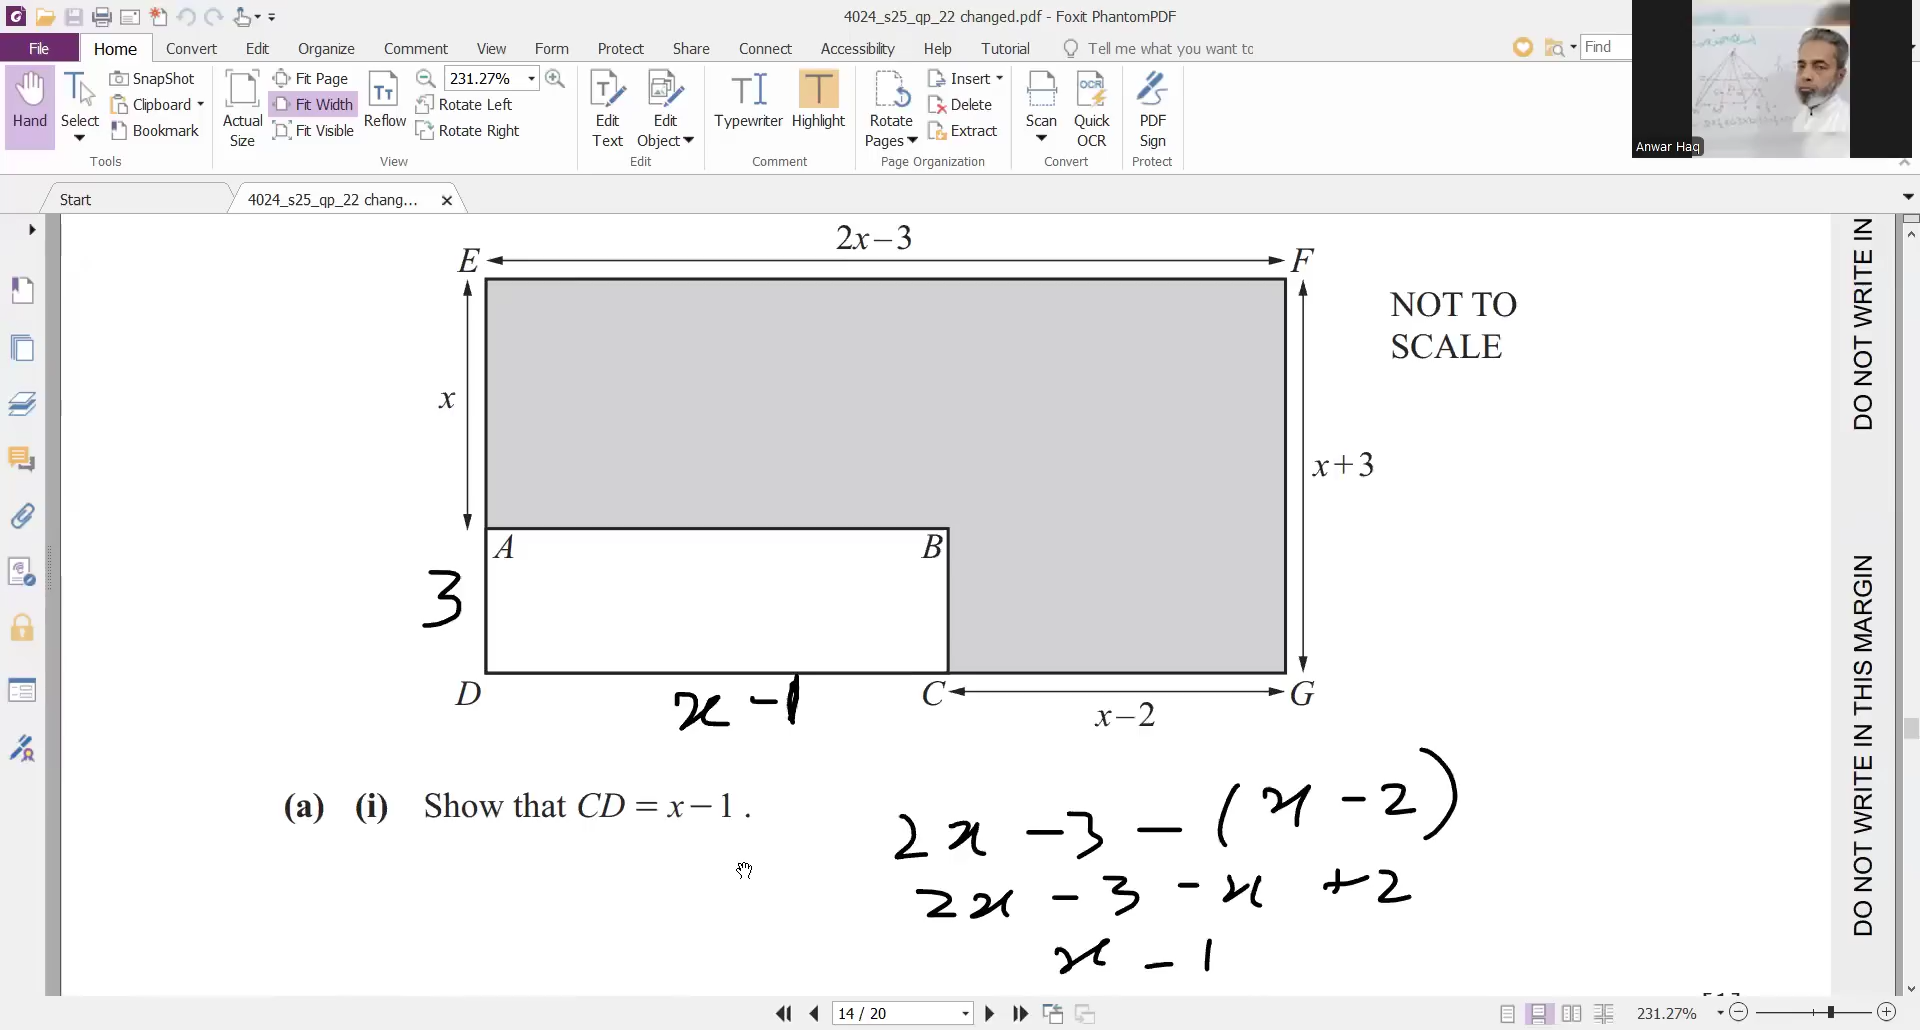 4024_s25_qp_22 changed.pdf - Foxit PhantomPDF
File Home Convert Edit Organize Comment View Form Protect Share Connect Accessibility Help Tutorial Tell me what you want to Find
Hand
Select
SnapShot
Clipboard
Bookmark
Tools
Actual Size
Fit Page
Fit Width
Fit Visible
Reflow
231.27%
Rotate Left
Rotate Right
View
Edit Text
Edit Object
Edit
Typewriter
Highlight
Comment
Rotate Pages
Insert
Delete
Extract
Page Organization
Scan
Quick OCR
Convert
PDF Sign
Protect
Anwar Haq
Start
4024_s25_qp_22 chang...
2x−3
E F
NOT TO
SCALE
x
x+3
A B
3
D C G
x −1
x−2
(a) (i) Show that CD = x−1 .
2x −3 − (x −2)
2x − 3 − x +2
x − 1
DO NOT WRITE IN
DO NOT WRITE IN THIS MARGIN
14 / 20
231.27%